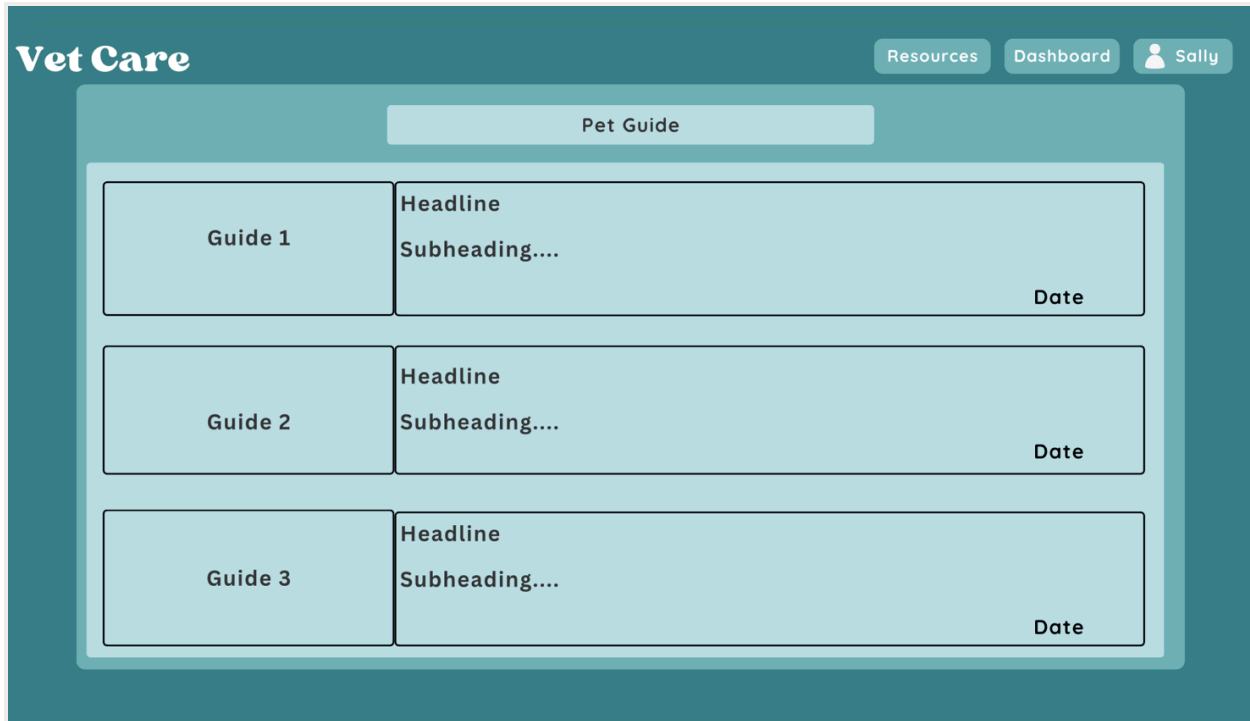 Vet Care
Resources
Dashboard
Sally
Pet Guide
Guide 1
Headline
Subheading....
Date
Guide 2
Headline
Subheading....
Date
Guide 3
Headline
Subheading....
Date